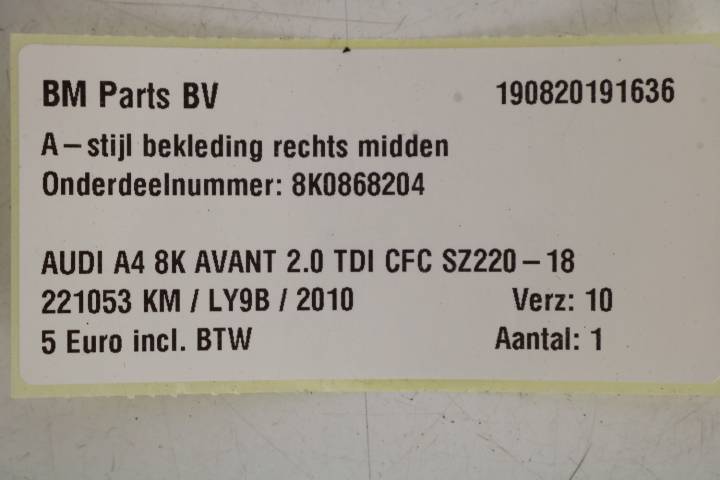 BM Parts BV 190820191636
A-stijl bekleding rechts midden
Onderdeelnummer: 8K0868204
AUDI A4 8K AVANT 2.0 TDI CFC SZ220-18
221053 KM / LY9B / 2010 Verz: 10
5 Euro incl. BTW Aantal: 1